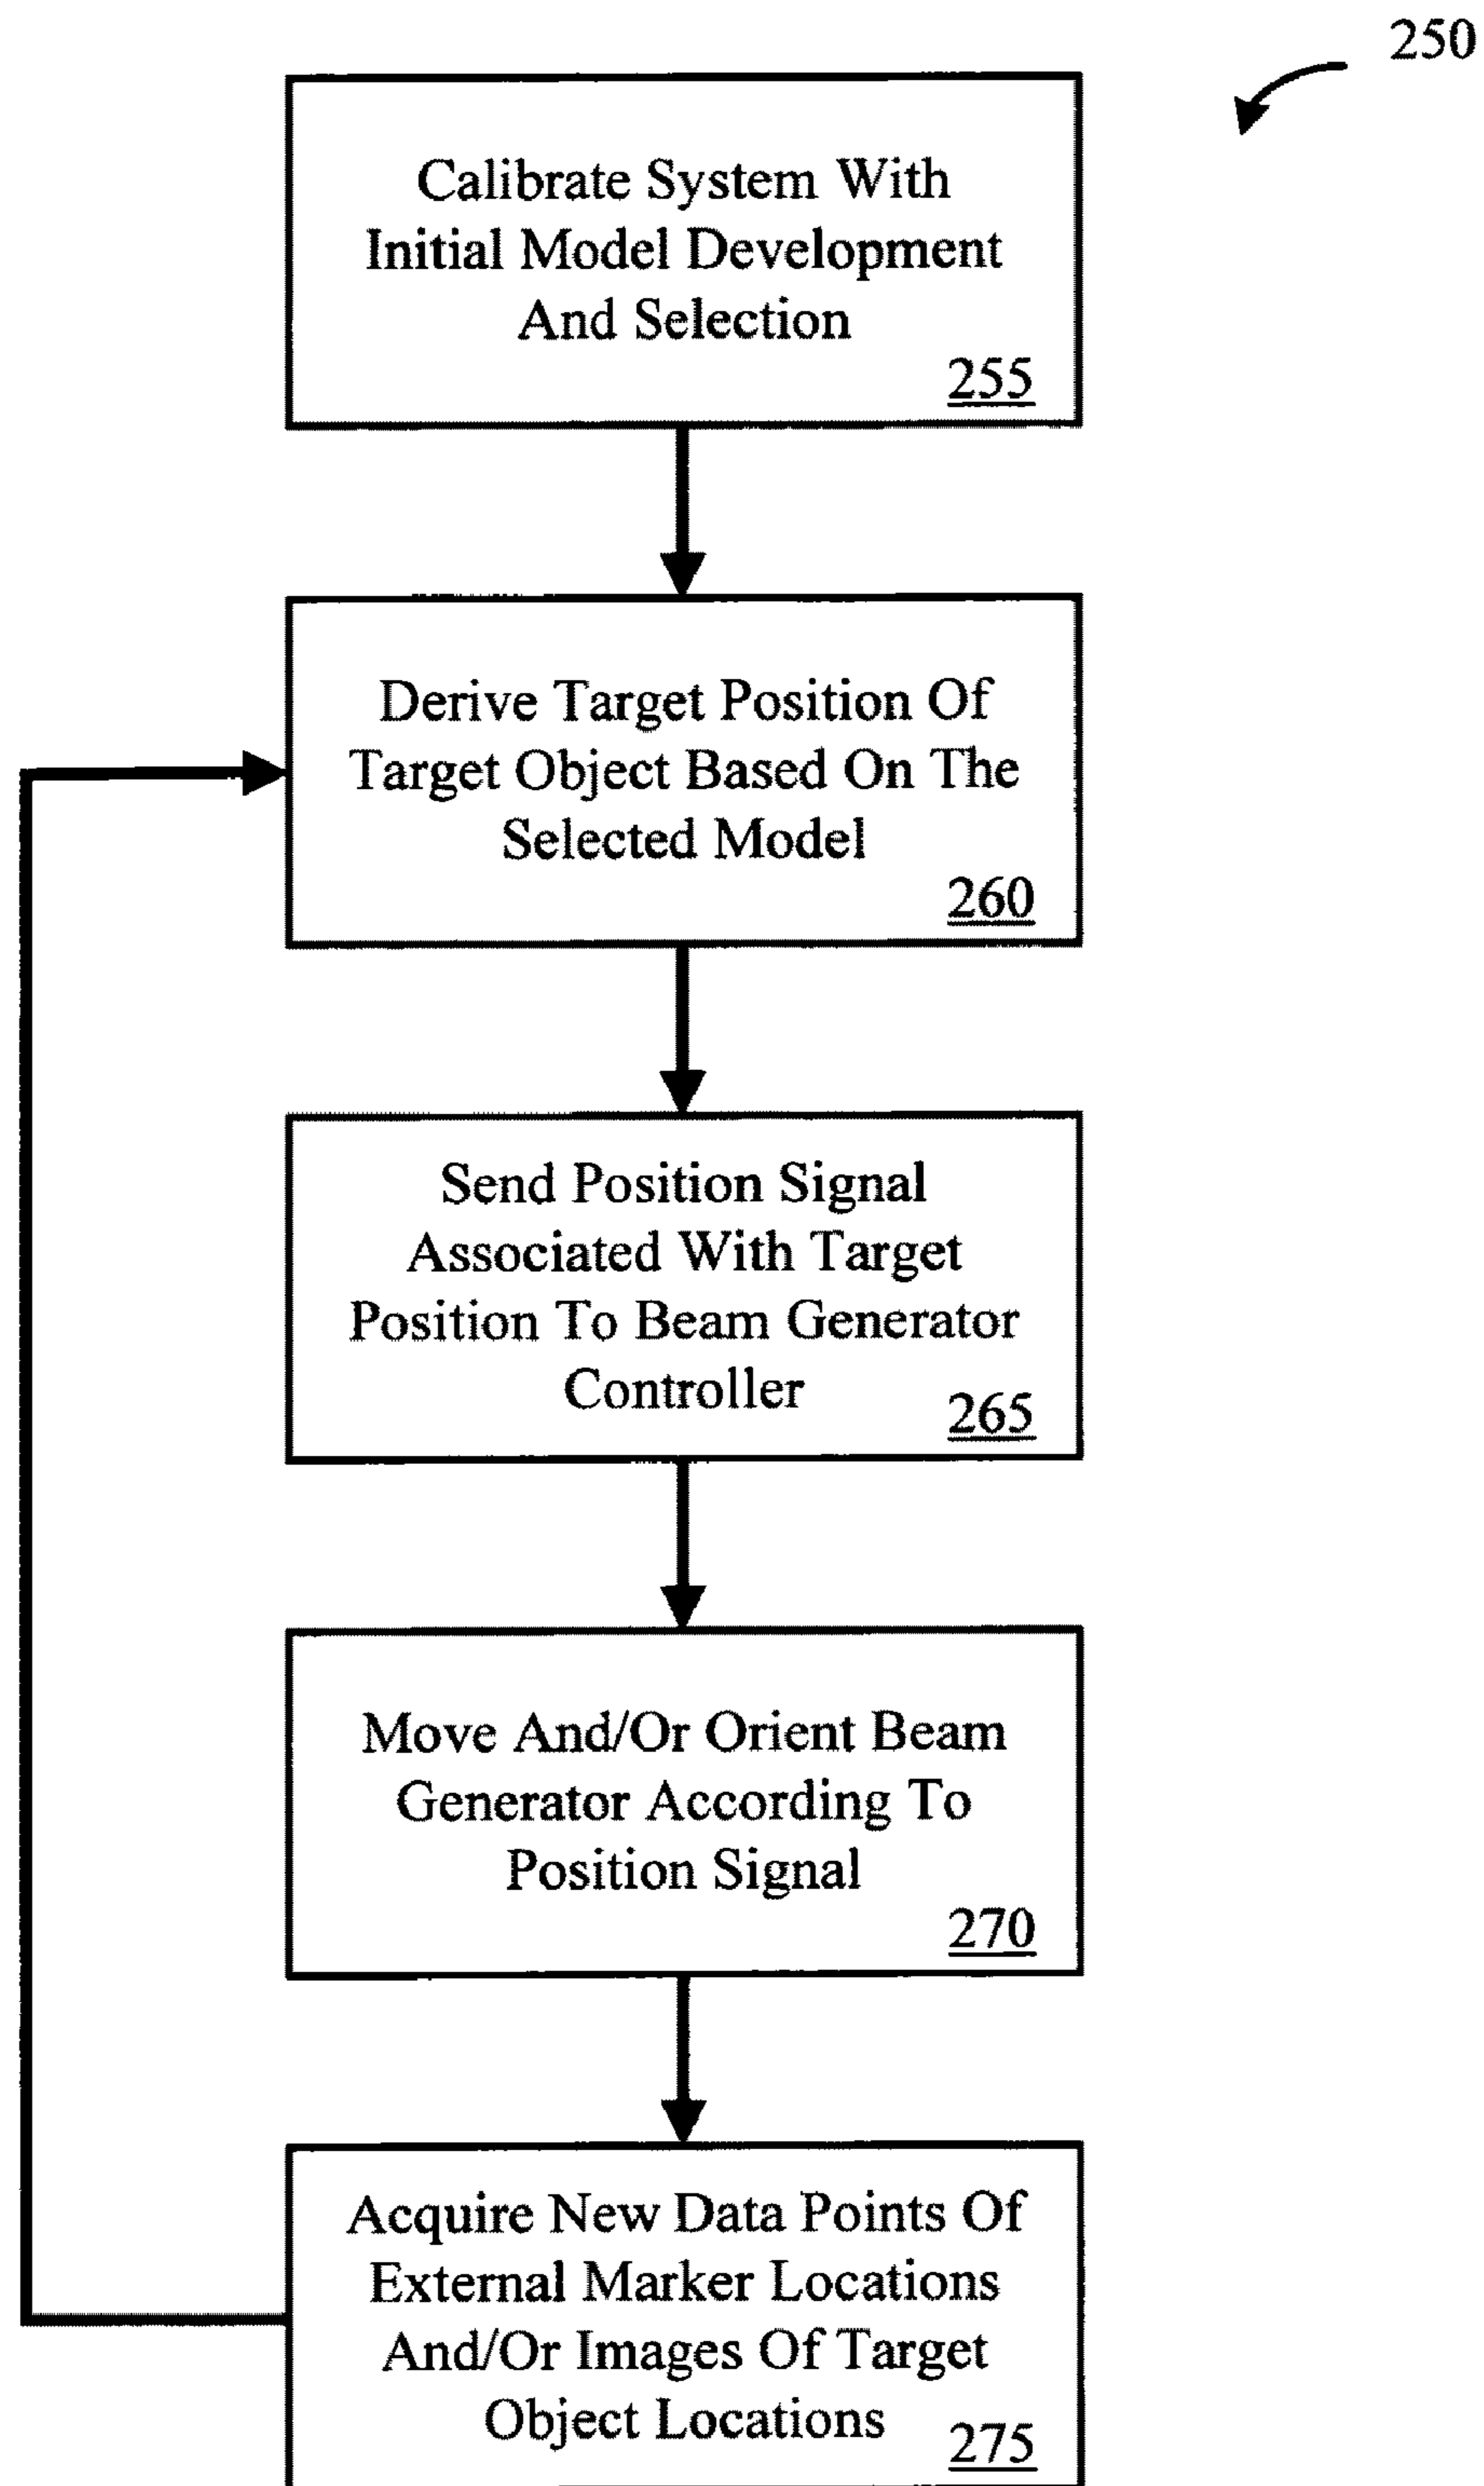 250
Calibrate System With
Initial Model Development
And Selection
255
Derive Target Position Of
Target Object Based On The
Selected Model
260
Send Position Signal
Associated With Target
Position To Beam Generator
Controller
265
Move And/Or Orient Beam
Generator According To
Position Signal
270
Acquire New Data Points Of
External Marker Locations
And/Or Images Of Target
Object Locations
275